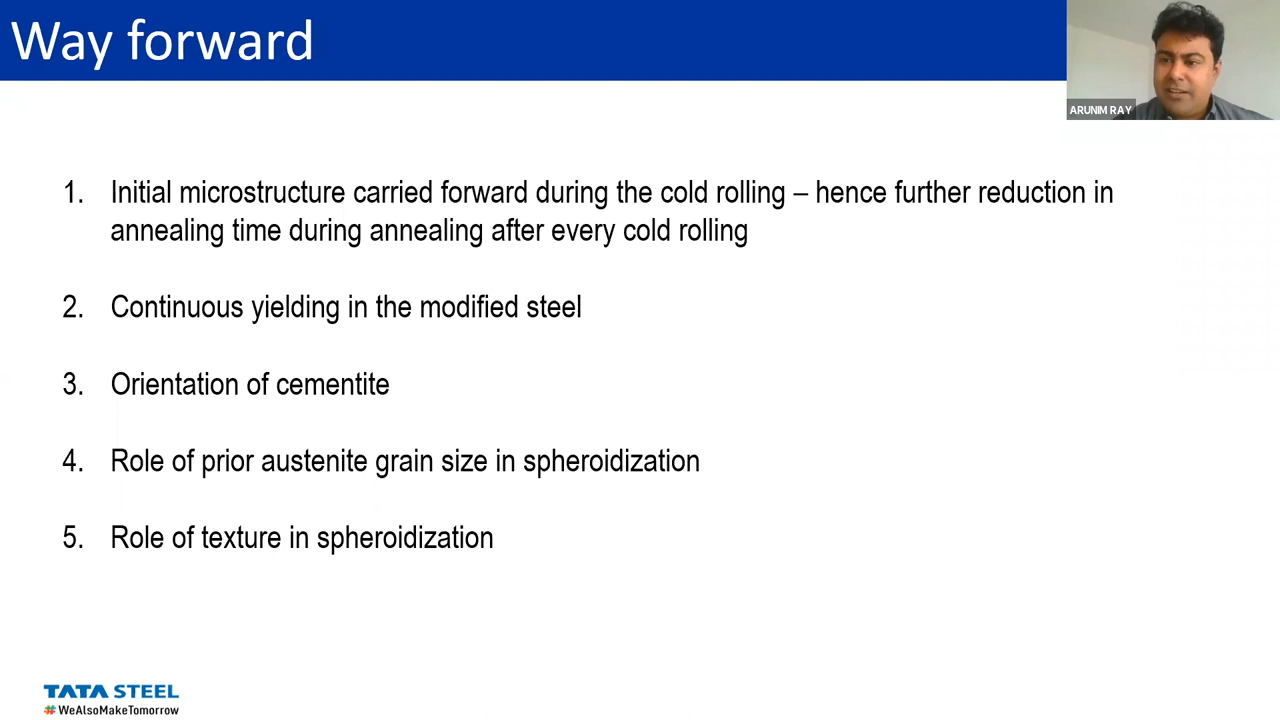 Way forward
ARUNIM RAY
1. Initial microstructure carried forward during the cold rolling – hence further reduction in
annealing time during annealing after every cold rolling
2. Continuous yielding in the modified steel
3. Orientation of cementite
4. Role of prior austenite grain size in spheroidization
5. Role of texture in spheroidization
TATA STEEL
#WeAlsoMakeTomorrow